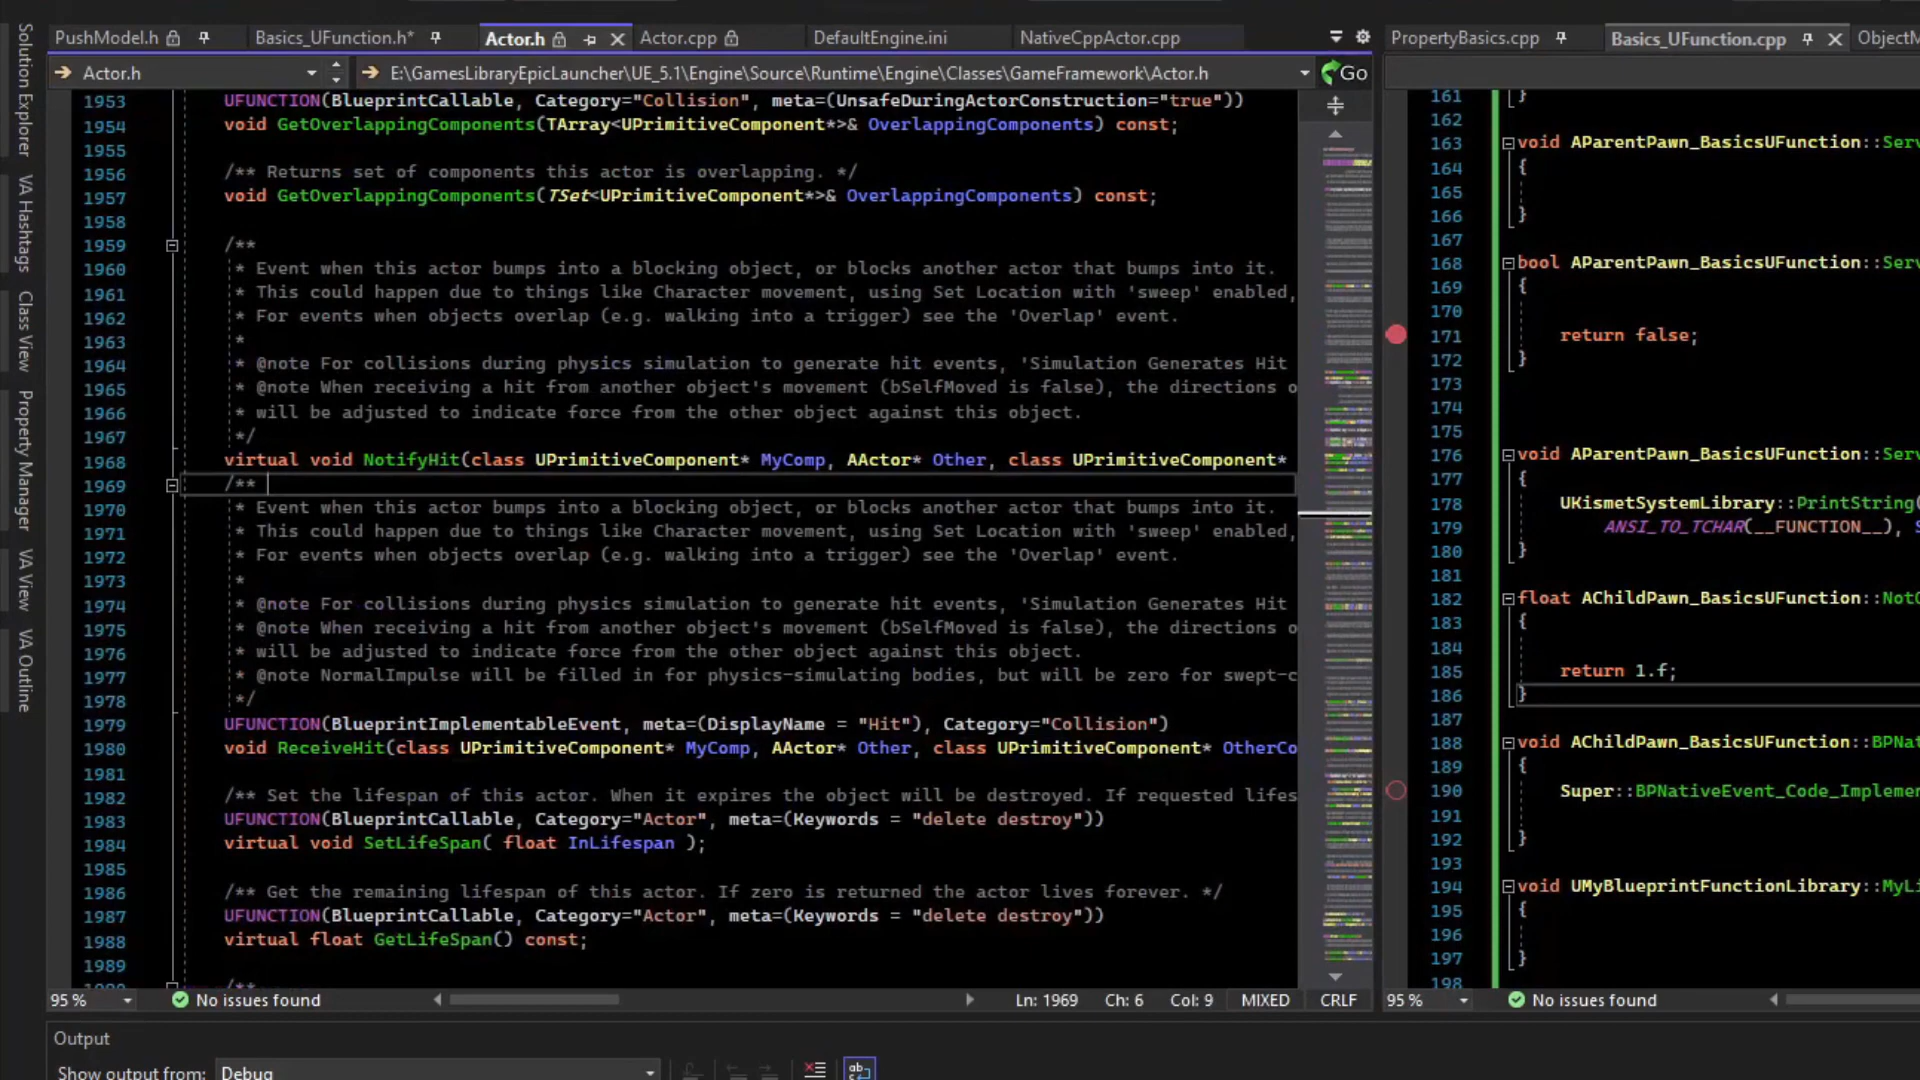 PushModel.h
Basics_UFunction.h*
Actor.h
Actor.cpp
DefaultEngine.ini
NativeCppActor.cpp
PropertyBasics.cpp
Basics_UFunction.cpp
ObjectM
Actor.h
E:\GamesLibraryEpicLauncher\UE_5.1\Engine\Source\Runtime\Engine\Classes\GameFramework\Actor.h
Go
Solution Explorer
VA Hashtags
Class View
Property Manager
VA View
VA Outline
1953 UFUNCTION(BlueprintCallable, Category="Collision", meta=(UnsafeDuringActorConstruction="true"))
1954 void GetOverlappingComponents(TArray<UPrimitiveComponent*>& OverlappingComponents) const;
1955
1956 /** Returns set of components this actor is overlapping. */
1957 void GetOverlappingComponents(TSet<UPrimitiveComponent*>& OverlappingComponents) const;
1958
1959 /**
1960 * Event when this actor bumps into a blocking object, or blocks another actor that bumps into it.
1961 * This could happen due to things like Character movement, using Set Location with 'sweep' enabled,
1962 * For events when objects overlap (e.g. walking into a trigger) see the 'Overlap' event.
1963 *
1964 * @note For collisions during physics simulation to generate hit events, 'Simulation Generates Hit
1965 * @note When receiving a hit from another object's movement (bSelfMoved is false), the directions o
1966 * will be adjusted to indicate force from the other object against this object.
1967 */
1968 virtual void NotifyHit(class UPrimitiveComponent* MyComp, AActor* Other, class UPrimitiveComponent*
1969 /**
1970 * Event when this actor bumps into a blocking object, or blocks another actor that bumps into it.
1971 * This could happen due to things like Character movement, using Set Location with 'sweep' enabled,
1972 * For events when objects overlap (e.g. walking into a trigger) see the 'Overlap' event.
1973 *
1974 * @note For collisions during physics simulation to generate hit events, 'Simulation Generates Hit
1975 * @note When receiving a hit from another object's movement (bSelfMoved is false), the directions o
1976 * will be adjusted to indicate force from the other object against this object.
1977 * @note NormalImpulse will be filled in for physics-simulating bodies, but will be zero for swept-c
1978 */
1979 UFUNCTION(BlueprintImplementableEvent, meta=(DisplayName = "Hit"), Category="Collision")
1980 void ReceiveHit(class UPrimitiveComponent* MyComp, AActor* Other, class UPrimitiveComponent* OtherCo
1981
1982 /** Set the lifespan of this actor. When it expires the object will be destroyed. If requested lifes
1983 UFUNCTION(BlueprintCallable, Category="Actor", meta=(Keywords = "delete destroy"))
1984 virtual void SetLifeSpan( float InLifespan );
1985
1986 /** Get the remaining lifespan of this actor. If zero is returned the actor lives forever. */
1987 UFUNCTION(BlueprintCallable, Category="Actor", meta=(Keywords = "delete destroy"))
1988 virtual float GetLifeSpan() const;
1989
/**
95 %
No issues found
Ln: 1969
Ch: 6
Col: 9
MIXED
CRLF
161 }
162
163 void AParentPawn_BasicsUFunction::Serv
164 {
165
166 }
167
168 bool AParentPawn_BasicsUFunction::Serv
169 {
170
171 return false;
172 }
173
174
175
176 void AParentPawn_BasicsUFunction::Serv
177 {
178 UKismetSystemLibrary::PrintString(
179 ANSI_TO_TCHAR(__FUNCTION__), S
180 }
181
182 float AChildPawn_BasicsUFunction::NotO
183 {
184
185 return 1.f;
186 }
187
188 void AChildPawn_BasicsUFunction::BPNat
189 {
190 Super::BPNativeEvent_Code_Implemen
191
192 }
193
194 void UMyBlueprintFunctionLibrary::MyLi
195 {
196
197 }
198
95 %
No issues found
Output
Show output from:
Debug